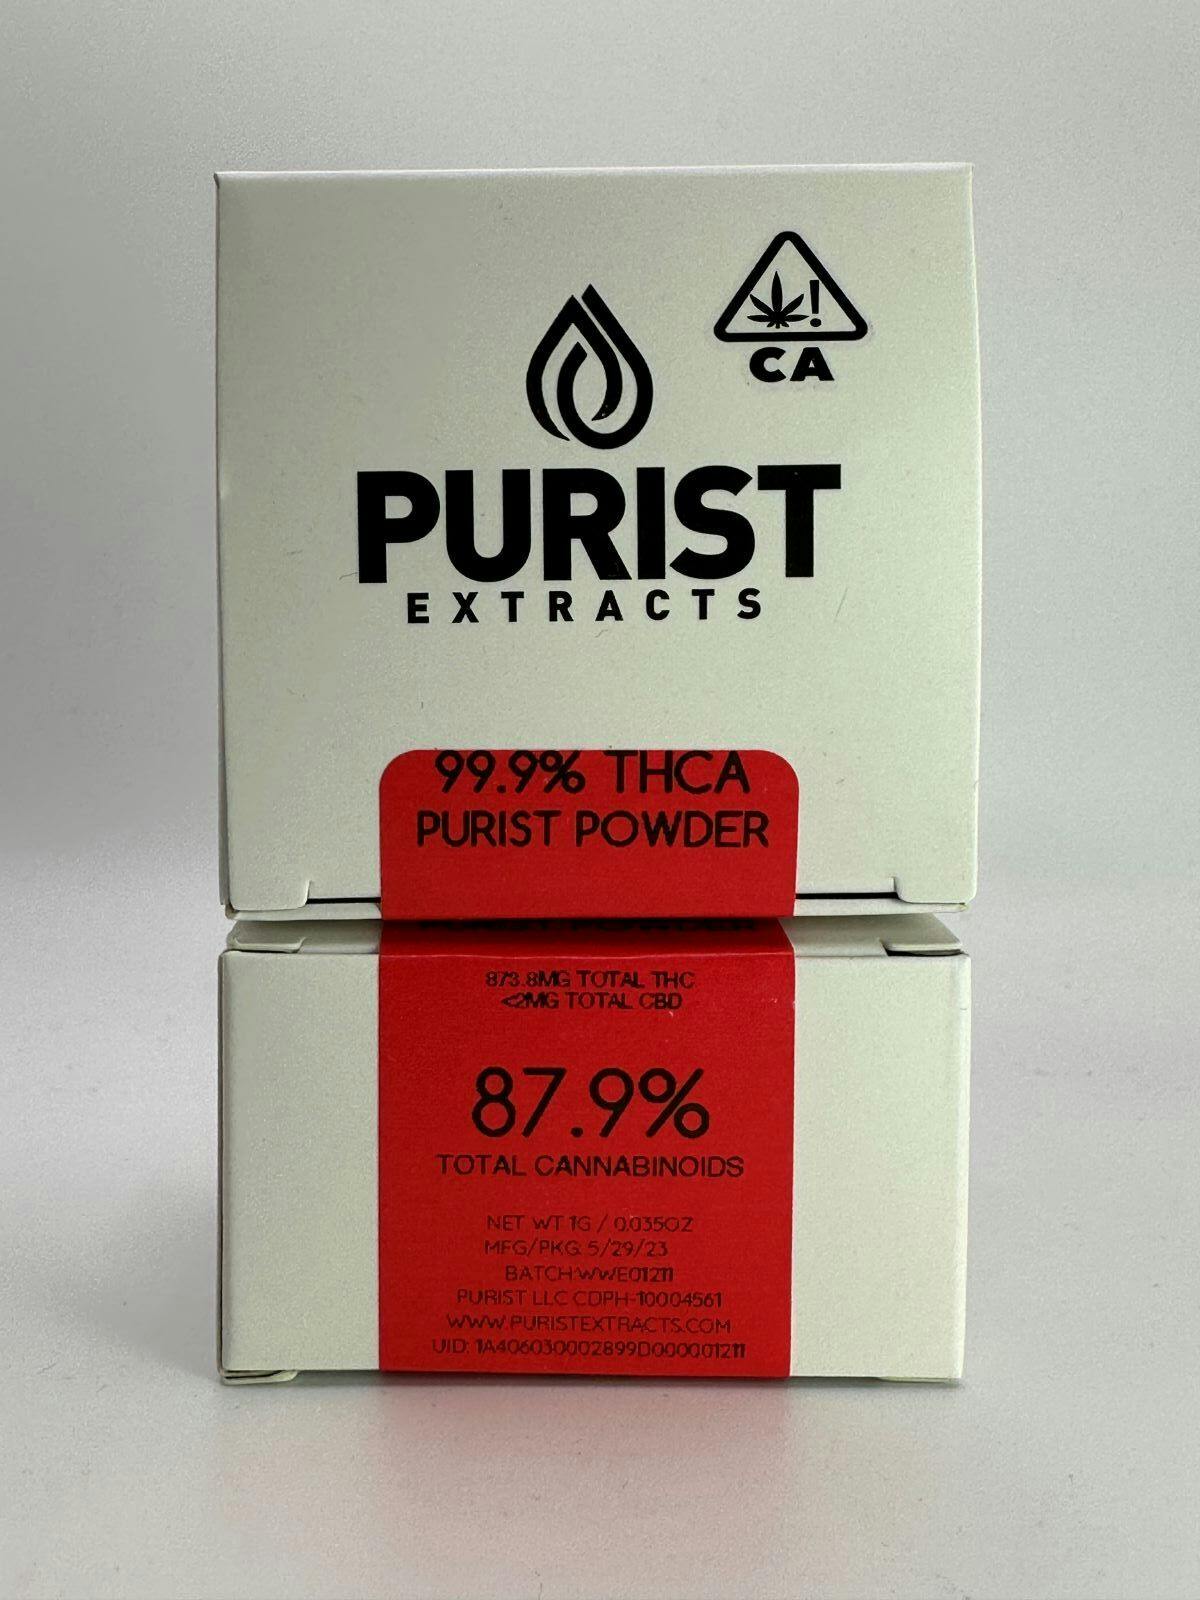 CA
PURIST
EXTRACTS
99.9% THCA
PURIST POWDER
PURIST POWDER
873.8MG TOTAL THC
<2MG TOTAL CBD
87.9%
TOTAL CANNABINOIDS
NET WT 1G / 0.035OZ
MFG/PKG: 5/29/23
BATCH:WWE01211
PURIST LLC CDPH-10004561
WWW.PURISTEXTRACTS.COM
UID: 1A406030002899D000001211